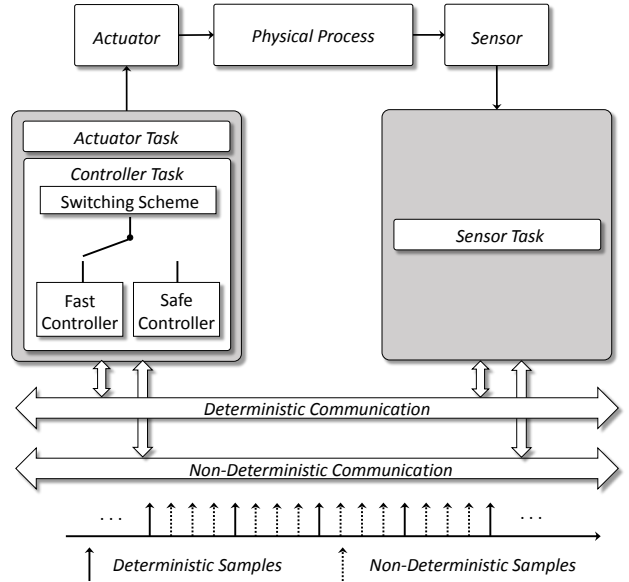 Actuator
Physical Process
Sensor
Actuator Task
Controller Task
Switching Scheme
Fast
Controller
Safe
Controller
Sensor Task
Deterministic Communication
Non-Deterministic Communication
. . .
. . .
Deterministic Samples
Non-Deterministic Samples